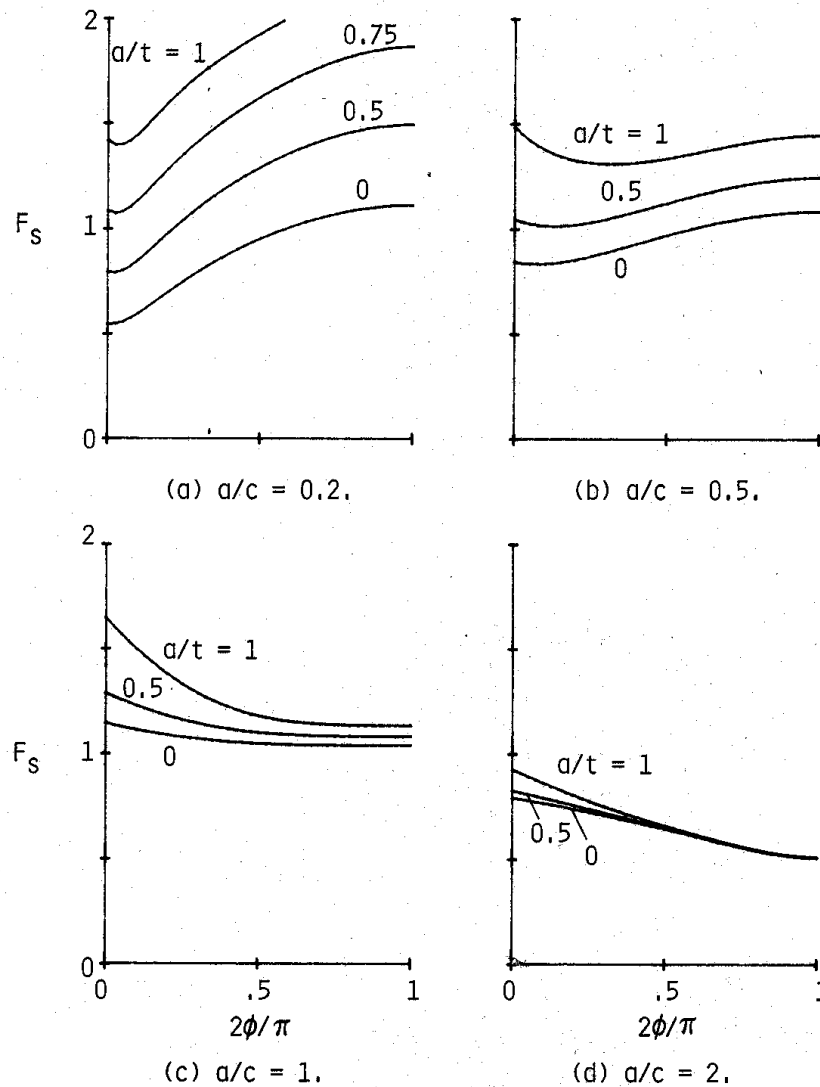 2
a/t = 1
0.75
0.5
0
1
F_s
0
(a) a/c = 0.2.
a/t = 1
0.5
0
(b) a/c = 0.5.
2
a/t = 1
0.5
0
1
F_s
0
0 .5 1
2ϕ/π
(c) a/c = 1.
a/t = 1
0.5
0
0 .5 1
2ϕ/π
(d) a/c = 2.